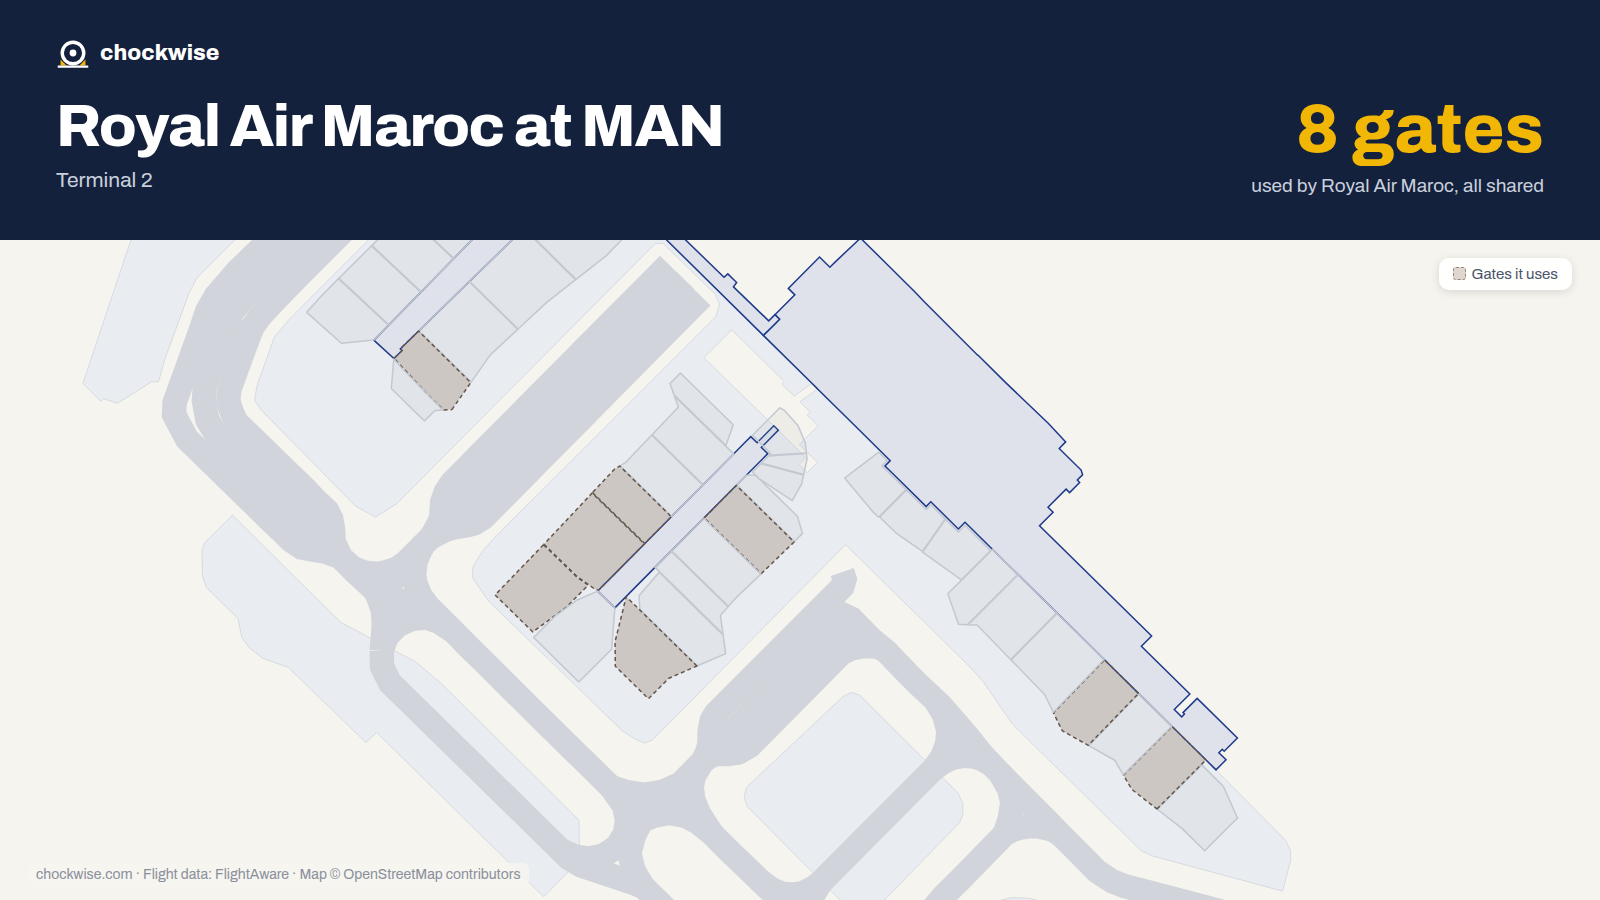 chockwise
Royal Air Maroc at MAN
Terminal 2
8 gates
used by Royal Air Maroc, all shared
Gates it uses
chockwise.com · Flight data: FlightAware · Map © OpenStreetMap contributors